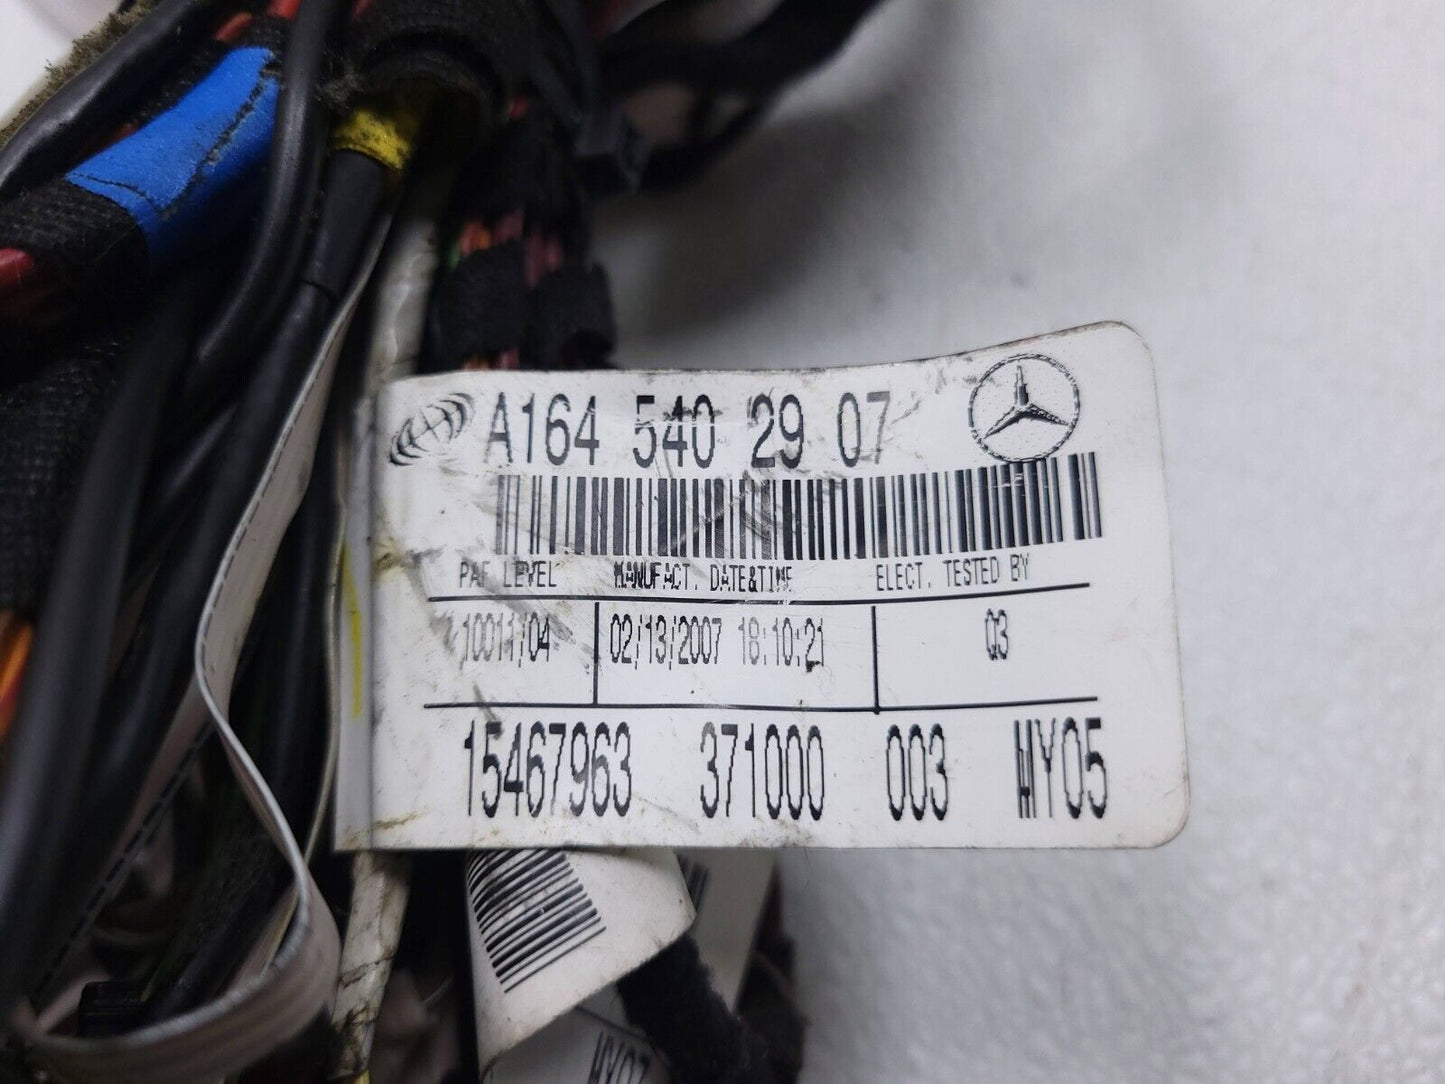 A164 540 29 07
PAF LEVEL MANUFACT. DATE&TIME ELECT. TESTED BY
10011/04 02/13/2007 18:10:21 Q3
15467963 371000 003 MY05